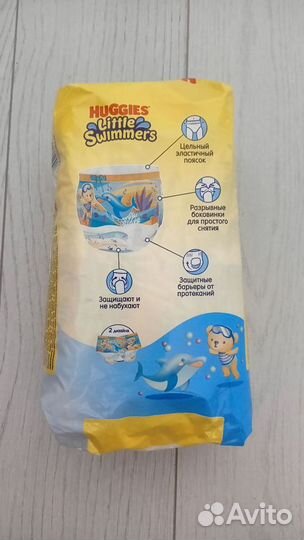 HUGGIES
Little
Swimmers
Цельный
эластичный
поясок
Разрывные
боковинки
для простого
снятия
Защищают и
не набухают
Защитные
барьеры от
протеканий
2 дизайна
Avito